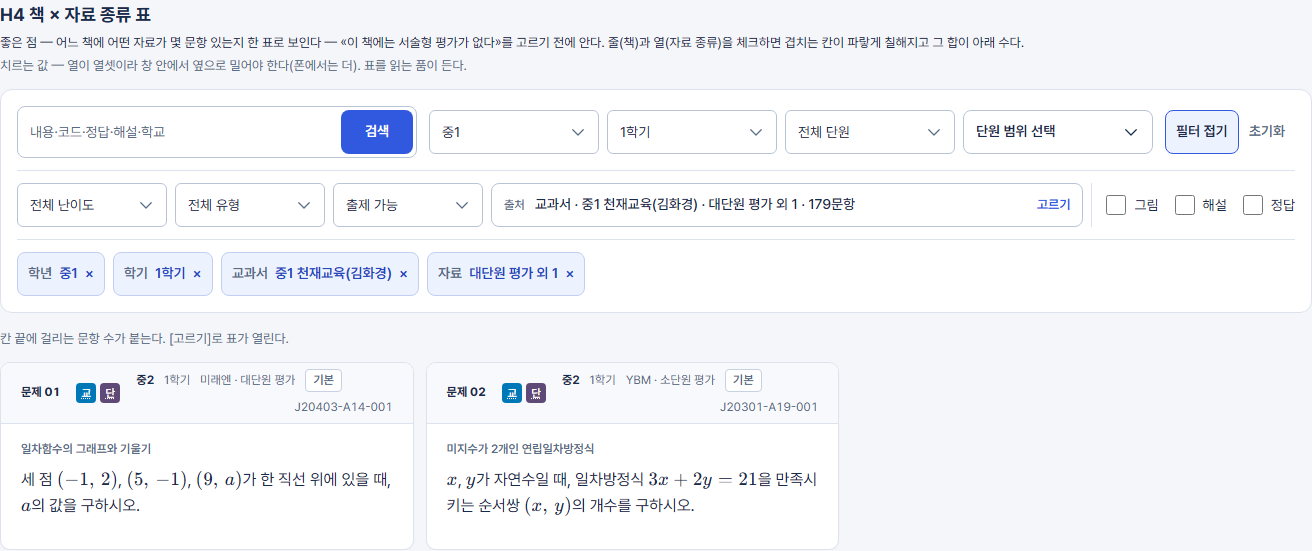 H4 책 × 자료 종류 표
좋은 점 — 어느 책에 어떤 자료가 몇 문항 있는지 한 표로 보인다 — «이 책에는 서술형 평가가 없다»를 고르기 전에 안다. 줄(책)과 열(자료 종류)을 체크하면 겹치는 칸이 파랗게 칠해지고 그 합이 아래 수다.
치르는 값 — 열이 열셋이라 창 안에서 옆으로 밀어야 한다(폰에서는 더). 표를 읽는 품이 든다.
내용·코드·정답·해설·학교 검색 중1 1학기 전체 단원 단원 범위 선택 필터 접기 초기화
전체 난이도 전체 유형 출제 가능 출처 교과서 · 중1 천재교육(김화경) · 대단원 평가 외 1 · 179문항 고르기 그림 해설 정답
학년 중1 × 학기 1학기 × 교과서 중1 천재교육(김화경) × 자료 대단원 평가 외 1 ×
칸 끝에 걸리는 문항 수가 붙는다. [고르기]로 표가 열린다.
문제 01 교 단 중2 1학기 미래엔 · 대단원 평가 기본
J20403-A14-001
일차함수의 그래프와 기울기
세 점 (−1, 2), (5, −1), (9, a)가 한 직선 위에 있을 때,
a의 값을 구하시오.
문제 02 교 단 중2 1학기 YBM · 소단원 평가 기본
J20301-A19-001
미지수가 2개인 연립일차방정식
x, y가 자연수일 때, 일차방정식 3x + 2y = 21을 만족시
키는 순서쌍 (x, y)의 개수를 구하시오.